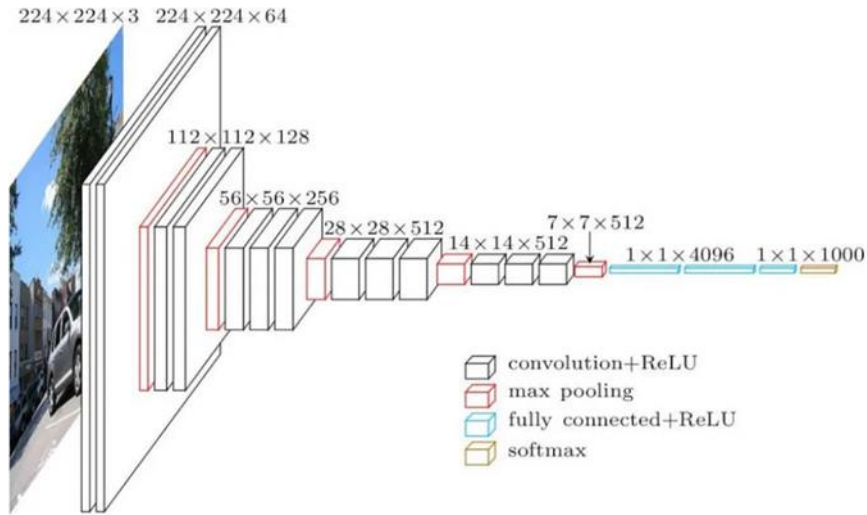 224×224×3
224×224×64
112×112×128
56×56×256
28×28×512
14×14×512
7×7×512
1×1×4096
1×1×1000
convolution+ReLU
max pooling
fully connected+ReLU
softmax